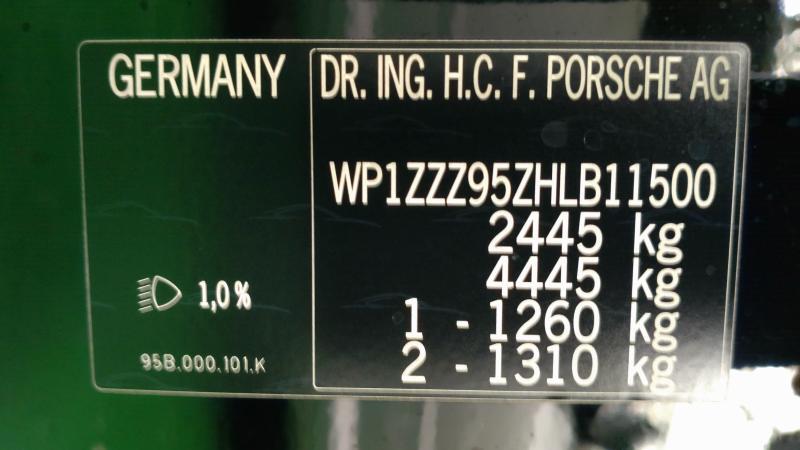 GERMANY
DR. ING. H.C. F. PORSCHE AG
WP1ZZZ95ZHLB11500
2445 kg
4445 kg
1 - 1260 kg
2 - 1310 kg
1,0%
95B.000.101.K